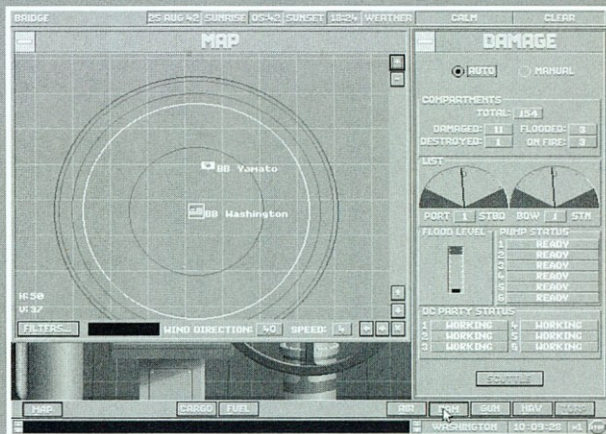 BRIDGE 25 AUG 42 SUNRISE 05:42 SUNSET 18:24 WEATHER CALM CLEAR
MAP
DAMAGE
AUTO MANUAL
COMPARTMENTS
TOTAL: 154
DAMAGED: 11 FLOODED: 3
DESTROYED: 1 ON FIRE: 3
LIST
PORT 1 STBD BOW 1 STN
FLOOD LEVEL PUMP STATUS
1 READY
2 READY
3 READY
4 READY
5 READY
6 READY
DC PARTY STATUS
1 WORKING 4 WORKING
2 WORKING 5 WORKING
3 WORKING 6 WORKING
SCUTTLE
BB Yamato
BB Washington
H:50
V:37
FILTERS... WIND DIRECTION: 40 SPEED: 4
MAP CARGO FUEL AIR DAM GUN NAV TORP
WASHINGTON 10:09:28 ×1 STOP